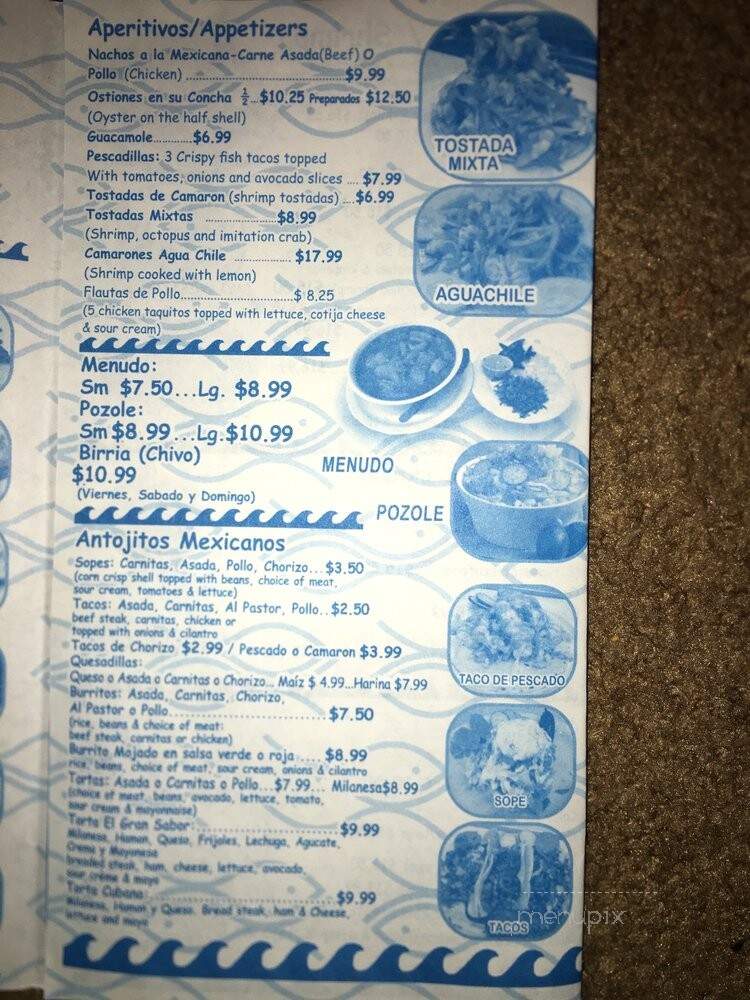 Aperitivos/Appetizers
Nachos a la Mexicana-Carne Asada(Beef) O
Pollo (Chicken) ................................ $9.99
Ostiones en su Concha ½...$10.25 Preparados $12.50
(Oyster on the half shell)
Guacamole............$6.99
Pescadillas: 3 Crispy fish tacos topped
With tomatoes, onions and avocado slices .... $7.99
Tostadas de Camaron (shrimp tostadas) ....$6.99
Tostadas Mixtas ....................$8.99
(Shrimp, octopus and imitation crab)
Camarones Agua Chile ................ $17.99
(Shrimp cooked with lemon)
Flautas de Pollo............................$ 8.25
(5 chicken taquitos topped with lettuce, cotija cheese
& sour cream)
TOSTADA
MIXTA
AGUACHILE
Menudo:
Sm $7.50...Lg. $8.99
Pozole:
Sm $8.99...Lg.$10.99
Birria (Chivo)
$10.99
(Viernes, Sabado y Domingo)
MENUDO
POZOLE
Antojitos Mexicanos
Sopes: Carnitas, Asada, Pollo, Chorizo...$3.50
(corn crisp shell topped with beans, choice of meat,
sour cream, tomatoes & lettuce)
Tacos: Asada, Carnitas, Al Pastor, Pollo..$2.50
beef steak, carnitas, chicken or
topped with onions & cilantro
Tacos de Chorizo $2.99 / Pescado o Camaron $3.99
Quesadillas:
Queso o Asada o Carnitas o Chorizo... Maíz $ 4.99...Harina $7.99
Burritos: Asada, Carnitas, Chorizo,
Al Pastor o Pollo.............................. $7.50
(rice, beans & choice of meat:
beef steak, carnitas or chicken)
Burrito Mojado en salsa verde o roja .... $8.99
rice, beans, choice of meat, sour cream, onions & cilantro
Tortas: Asada o Carnitas o Pollo...$7.99... Milanesa$8.99
(choice of meat, beans, avocado, lettuce, tomato,
sour cream & mayonnaise)
Torta El Gran Sabor:............................ $9.99
Milanesa, Hamon, Queso, Frijoles, Lechuga, Agucate,
Crema y Mayonese
breaded steak, ham, cheese, lettuce, avocado,
sour créme & mayo
Torta Cubana:.................................... $9.99
Milanesa, Hamon y Queso. Bread steak, ham & Cheese,
lettuce and mayo
TACO DE PESCADO
SOPE
TACOS
menupix